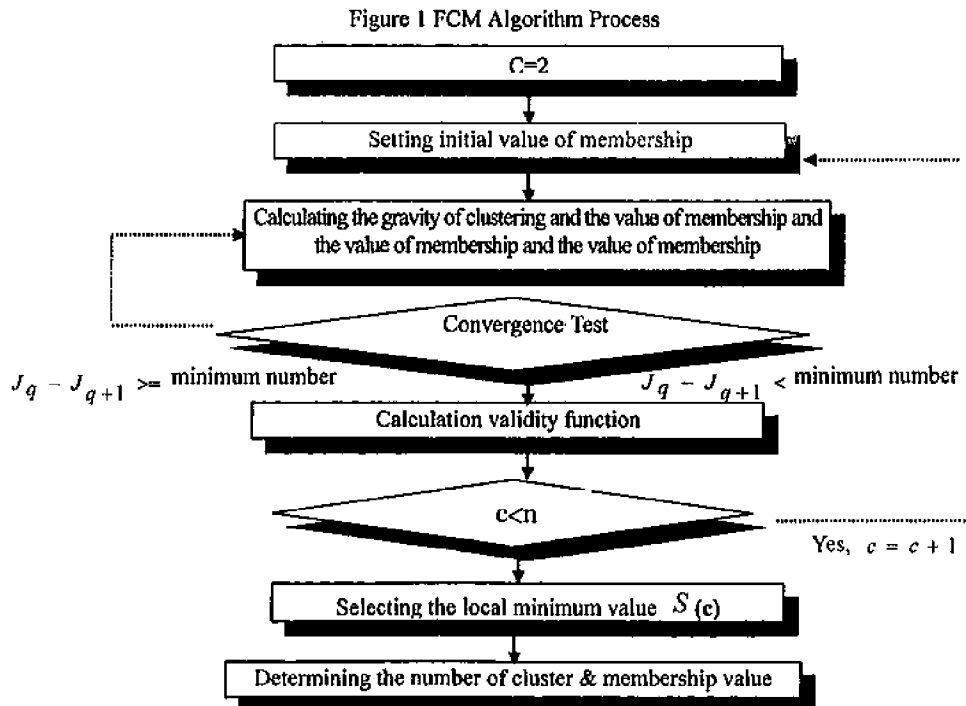 Figure 1 FCM Algorithm Process
C=2
Setting initial value of membership
Calculating the gravity of clustering and the value of membership and
the value of membership and the value of membership
Convergence Test
J_q - J_{q+1} >= minimum number
J_q - J_{q+1} < minimum number
Calculation validity function
c<n
Yes, c = c + 1
Selecting the local minimum value S (c)
Determining the number of cluster & membership value